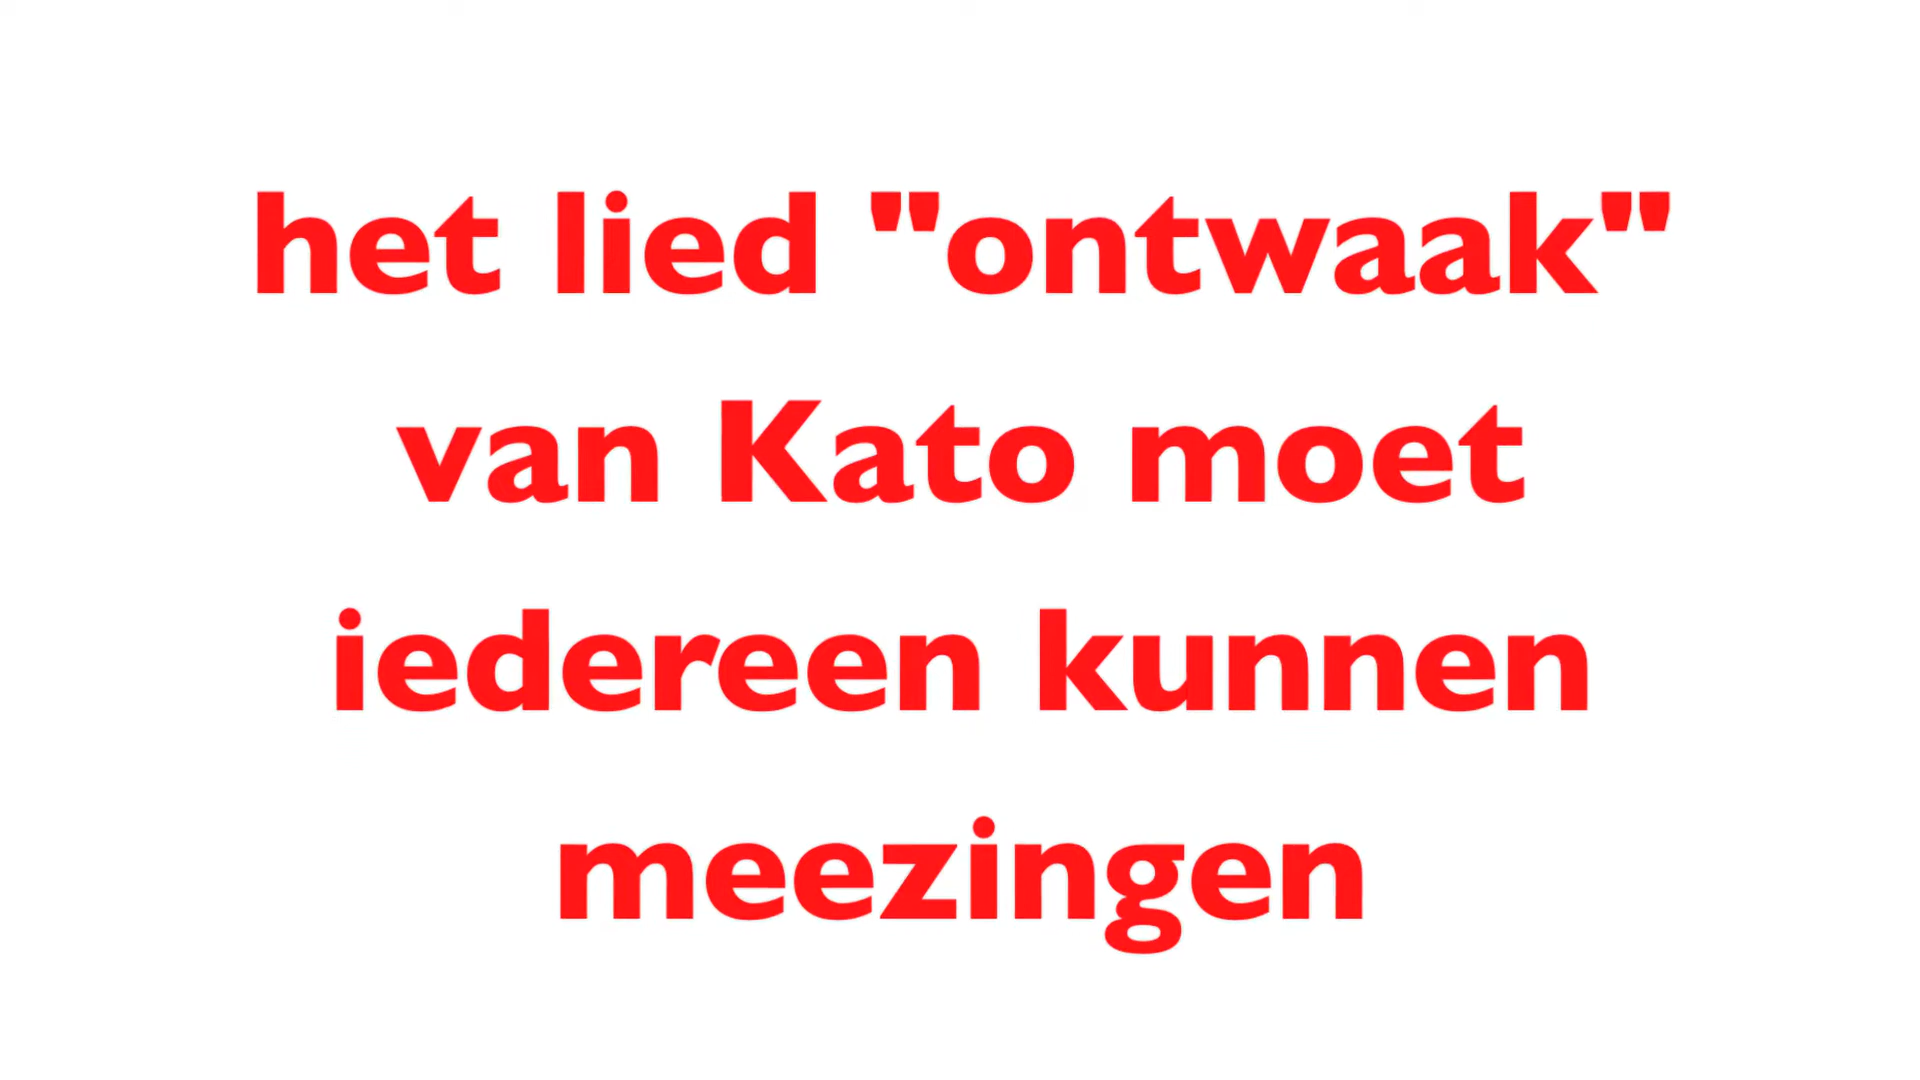 het lied "ontwaak"
van Kato moet
iedereen kunnen
meezingen